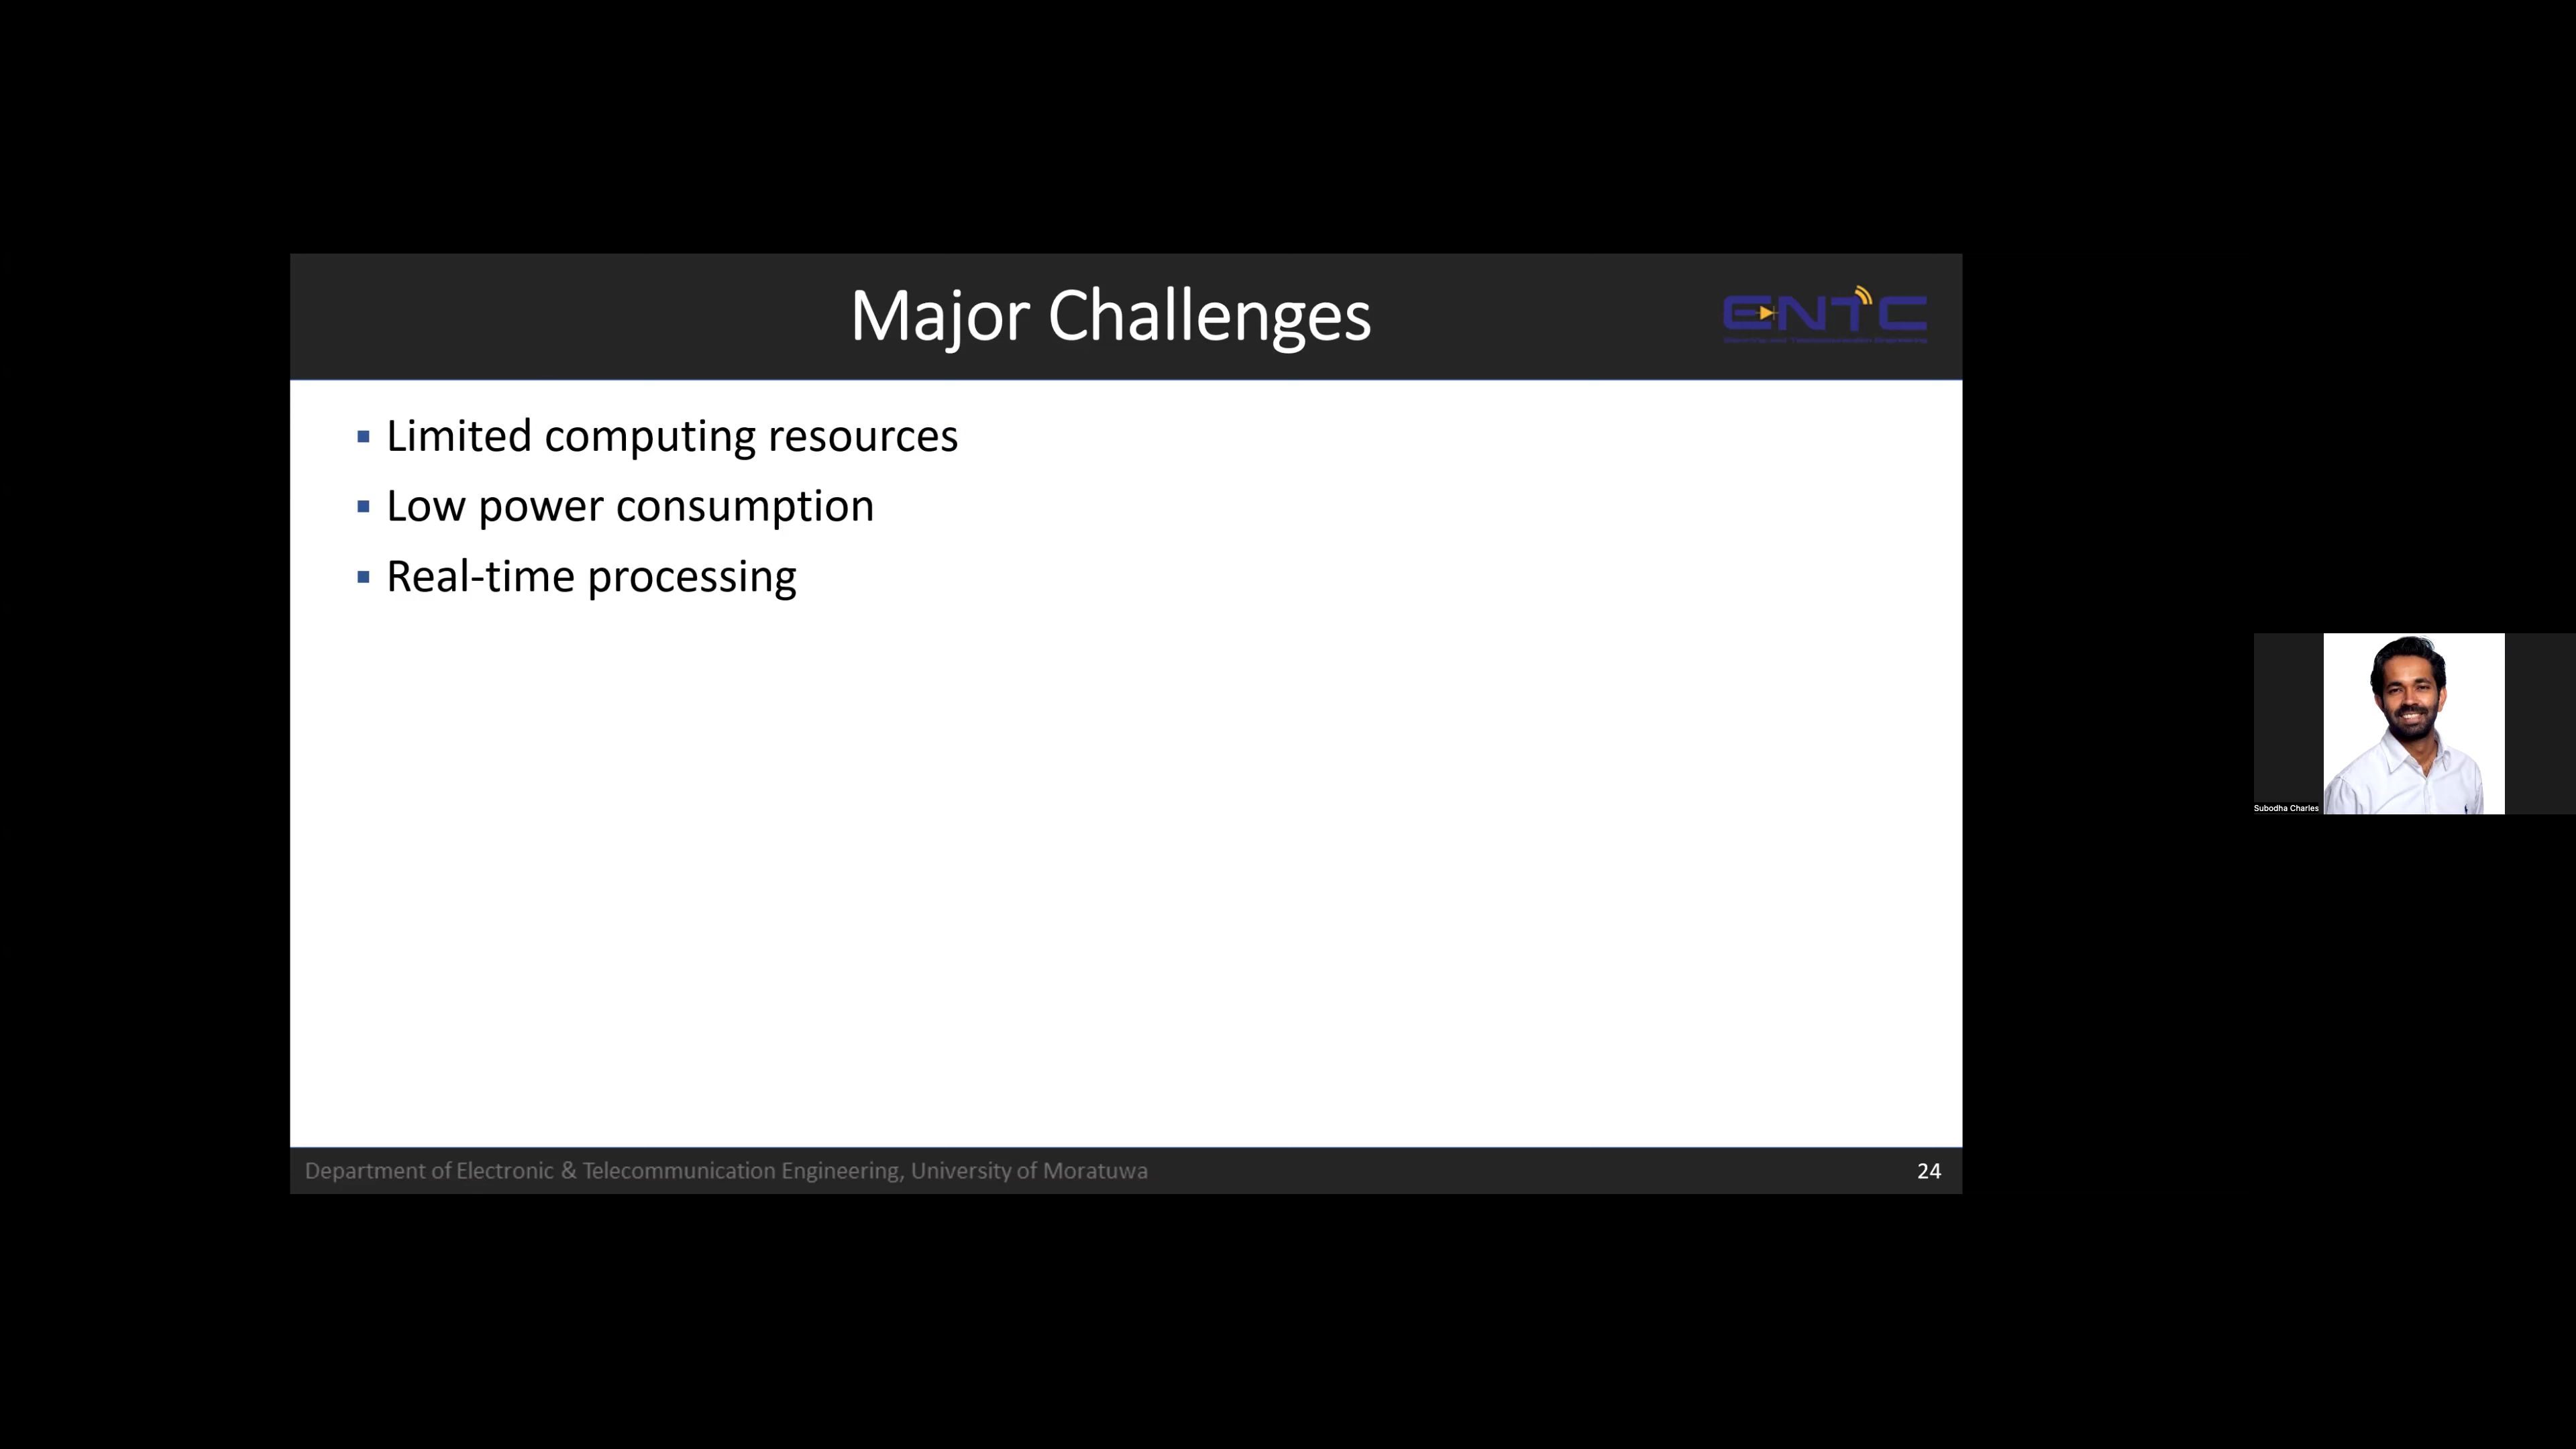 Major Challenges
ENTC
Limited computing resources
Low power consumption
Real-time processing
Subodha Charles
Department of Electronic & Telecommunication Engineering, University of Moratuwa
24